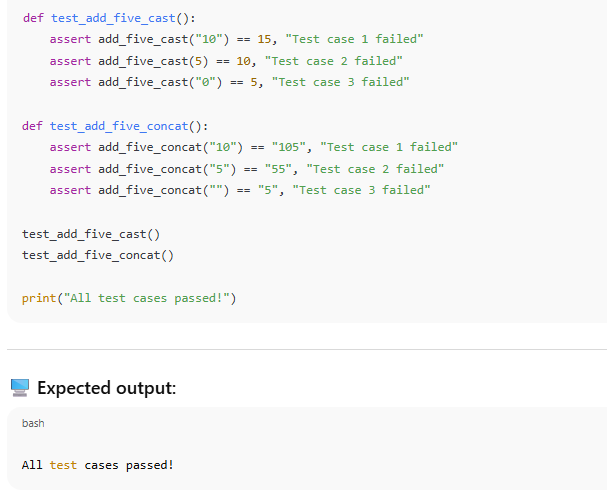 def test_add_five_cast():
    assert add_five_cast("10") == 15, "Test case 1 failed"
    assert add_five_cast(5) == 10, "Test case 2 failed"
    assert add_five_cast("0") == 5, "Test case 3 failed"

def test_add_five_concat():
    assert add_five_concat("10") == "105", "Test case 1 failed"
    assert add_five_concat("5") == "55", "Test case 2 failed"
    assert add_five_concat("") == "5", "Test case 3 failed"

test_add_five_cast()
test_add_five_concat()

print("All test cases passed!")
Expected output:
bash
All test cases passed!